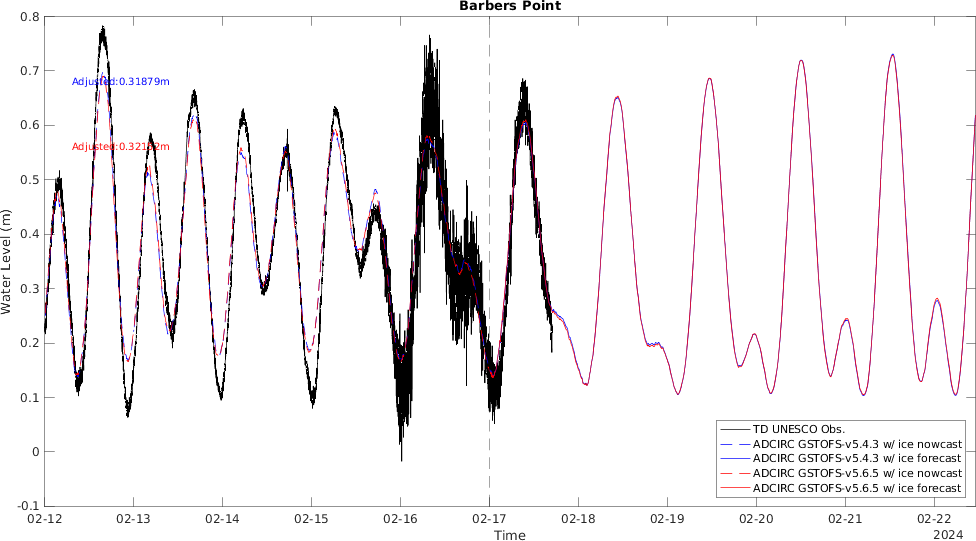 Barbers Point
0.8
0.7
0.6
0.5
0.4
0.3
0.2
0.1
0
-0.1
Water Level (m)
Adjusted:0.31879m
TD UNESCO Obs.
ADCIRC GSTOFS-v5.4.3 w/ ice nowcast
ADCIRC GSTOFS-v5.4.3 w/ ice forecast
ADCIRC GSTOFS-v5.6.5 w/ ice nowcast
ADCIRC GSTOFS-v5.6.5 w/ ice forecast
02-12 02-13 02-14 02-15 02-16 02-17 02-18 02-19 02-20 02-21 02-22
Time
2024